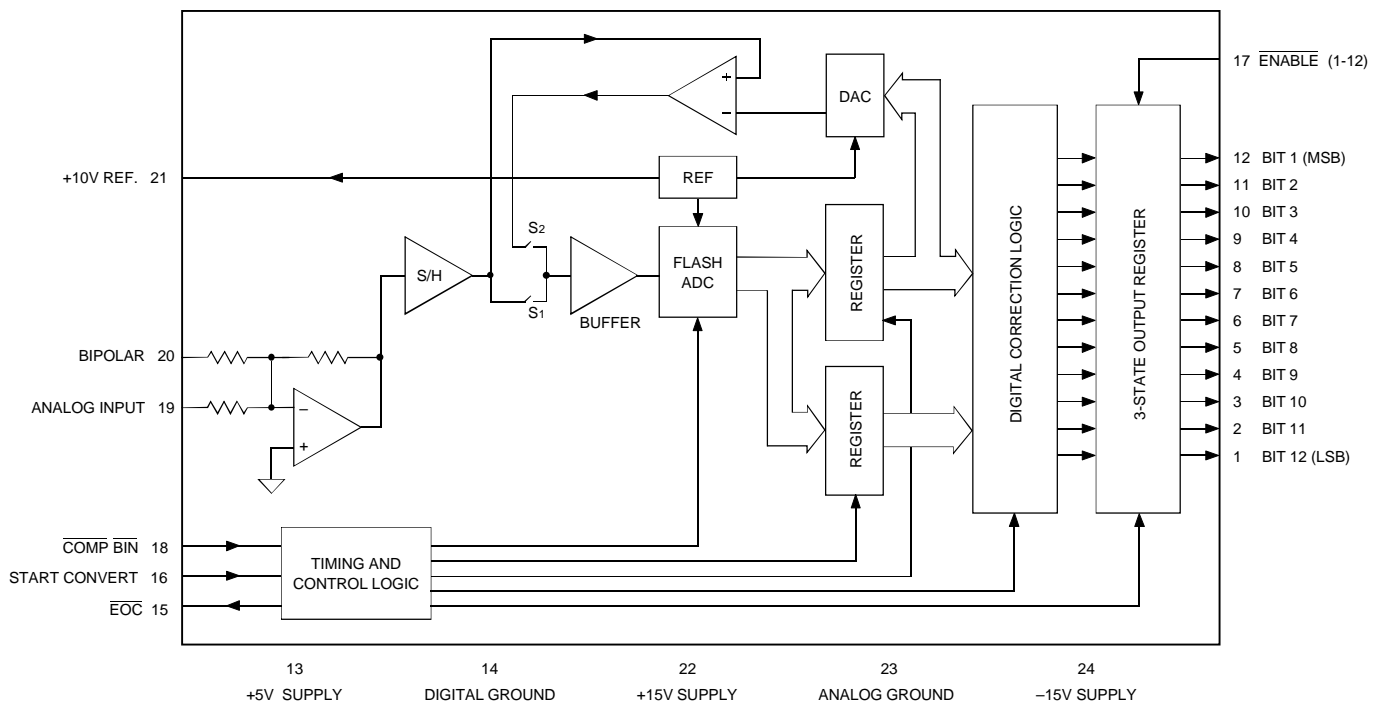 17 ENABLE (1-12)
+
–
DAC
+10V REF. 21
REF
12 BIT 1 (MSB)
11 BIT 2
10 BIT 3
9 BIT 4
8 BIT 5
7 BIT 6
6 BIT 7
5 BIT 8
4 BIT 9
3 BIT 10
2 BIT 11
1 BIT 12 (LSB)
S2
S/H
S1
BUFFER
FLASH
ADC
REGISTER
REGISTER
DIGITAL CORRECTION LOGIC
3-STATE OUTPUT REGISTER
BIPOLAR 20
ANALOG INPUT 19
–
+
COMP BIN 18
START CONVERT 16
EOC 15
TIMING AND
CONTROL LOGIC
13
+5V SUPPLY
14
DIGITAL GROUND
22
+15V SUPPLY
23
ANALOG GROUND
24
–15V SUPPLY